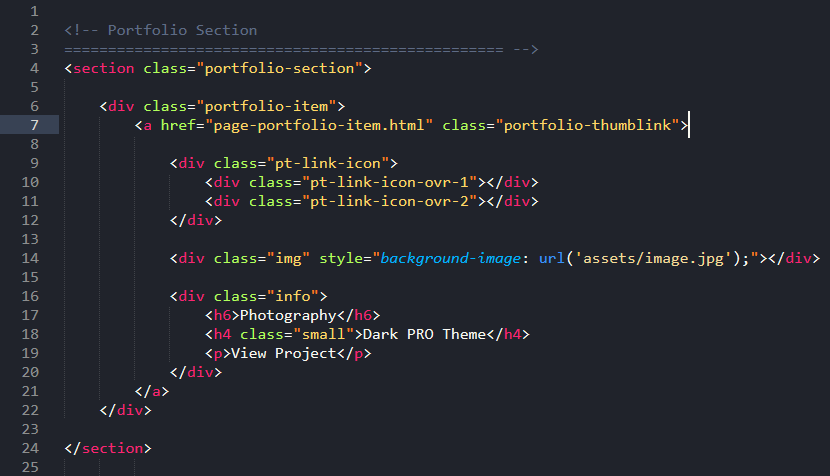 1
2 <!-- Portfolio Section
3 ================================================== -->
4 <section class="portfolio-section">
5
6 <div class="portfolio-item">
7 <a href="page-portfolio-item.html" class="portfolio-thumblink">
8
9 <div class="pt-link-icon">
10 <div class="pt-link-icon-ovr-1"></div>
11 <div class="pt-link-icon-ovr-2"></div>
12 </div>
13
14 <div class="img" style="background-image: url('assets/image.jpg');"></div>
15
16 <div class="info">
17 <h6>Photography</h6>
18 <h4 class="small">Dark PRO Theme</h4>
19 <p>View Project</p>
20 </div>
21 </a>
22 </div>
23
24 </section>
25